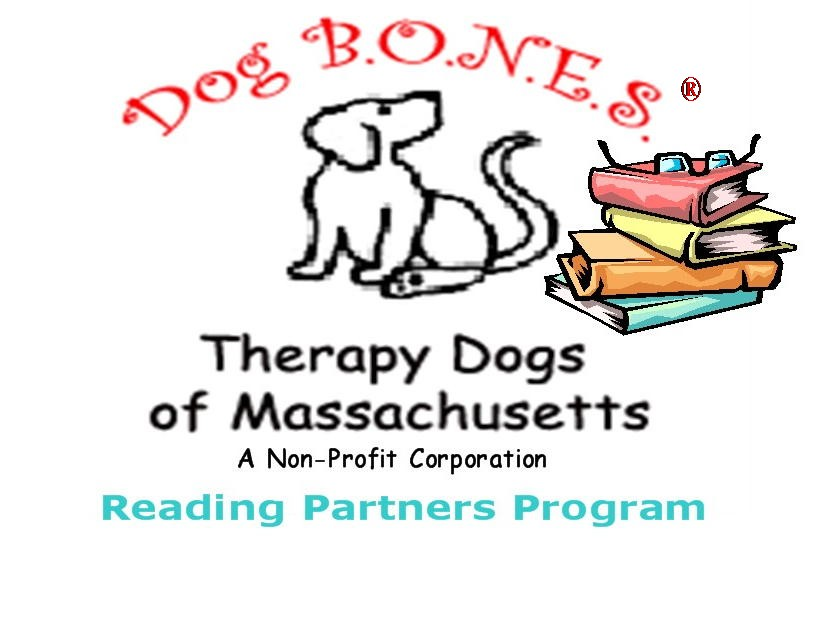 Dog B.O.N.E.S. ®
Therapy Dogs
of Massachusetts
A Non-Profit Corporation
Reading Partners Program